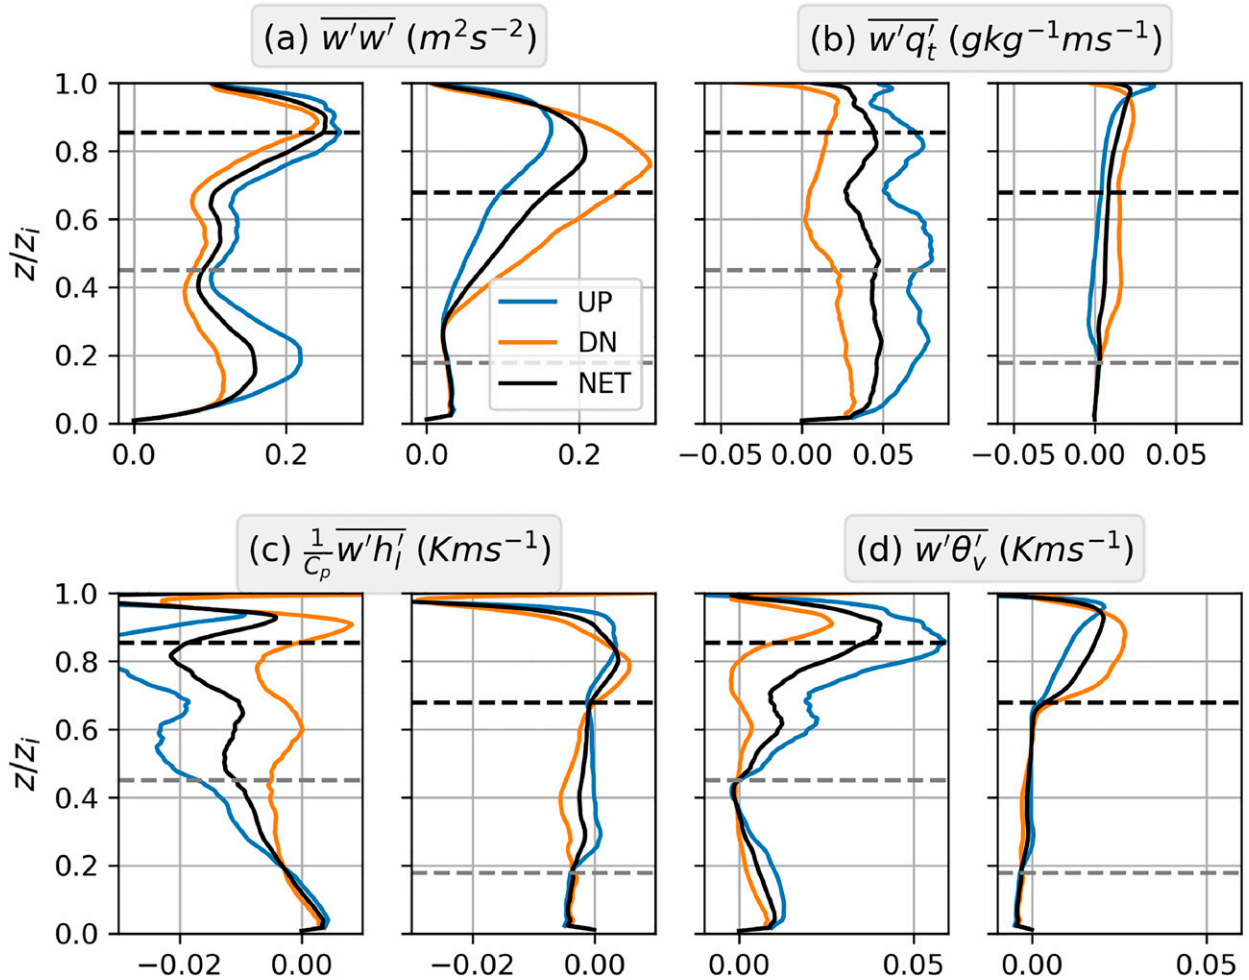 (a) $\overline{w'w'}$ $(m^2s^{-2})$
(b) $\overline{w'q_t'}$ $(gkg^{-1}ms^{-1})$
1.0
0.8
0.6
0.4
0.2
0.0
z/z_i
UP
DN
NET
0.0 0.2 0.0 0.2
−0.05 0.00 0.05 −0.05 0.00 0.05
(c) $\frac{1}{C_p}\overline{w'h_l'}$ $(Kms^{-1})$
(d) $\overline{w'\theta_v'}$ $(Kms^{-1})$
1.0
0.8
0.6
0.4
0.2
0.0
z/z_i
−0.02 0.00 −0.02 0.00
0.00 0.05 0.00 0.05